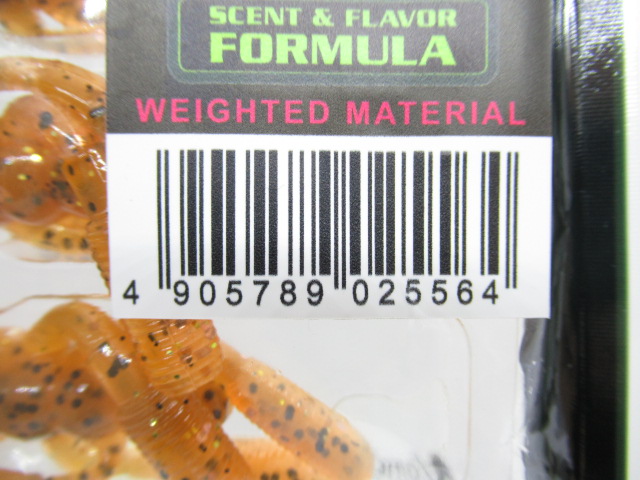 SCENT & FLAVOR
FORMULA
WEIGHTED MATERIAL
4 905789 025564